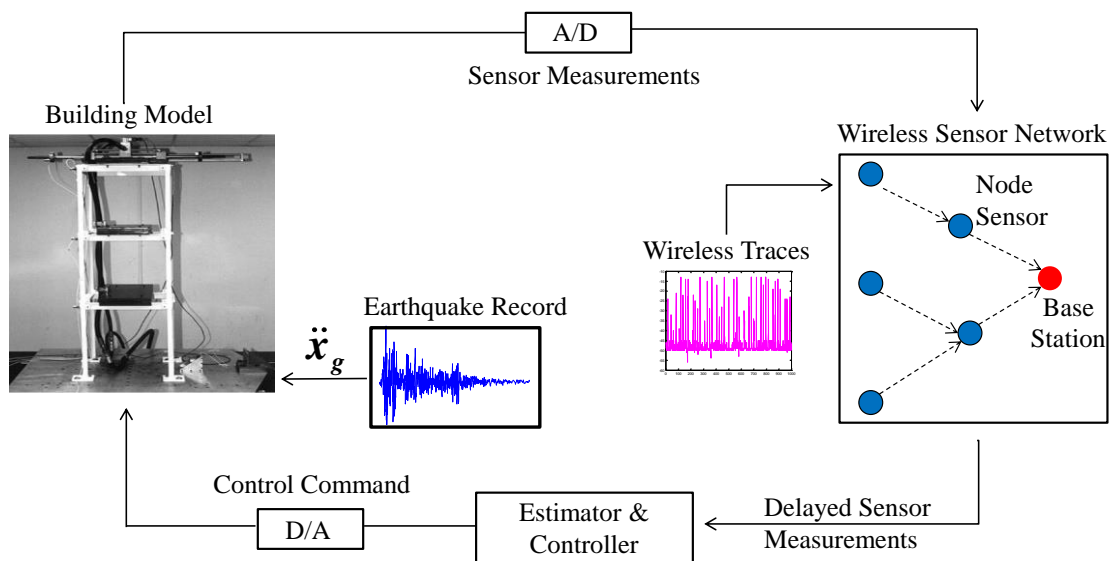 A/D
Sensor Measurements
Building Model
Wireless Sensor Network
Node
Sensor
Wireless Traces
Base
Station
Earthquake Record
ẍ_g
Control Command
D/A
Estimator &
Controller
Delayed Sensor
Measurements